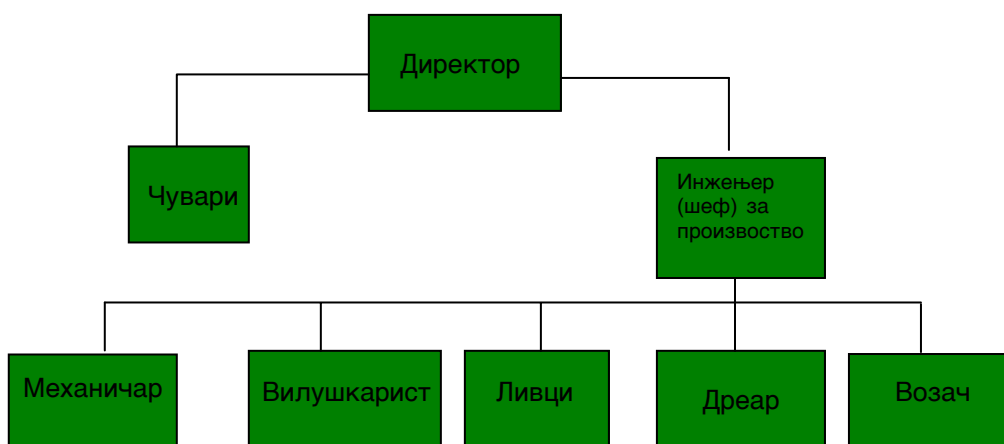 Директор
Чувари
Инжењер
(шеф) за
произвоство
Механичар
Вилушкарист
Ливци
Дреар
Возач